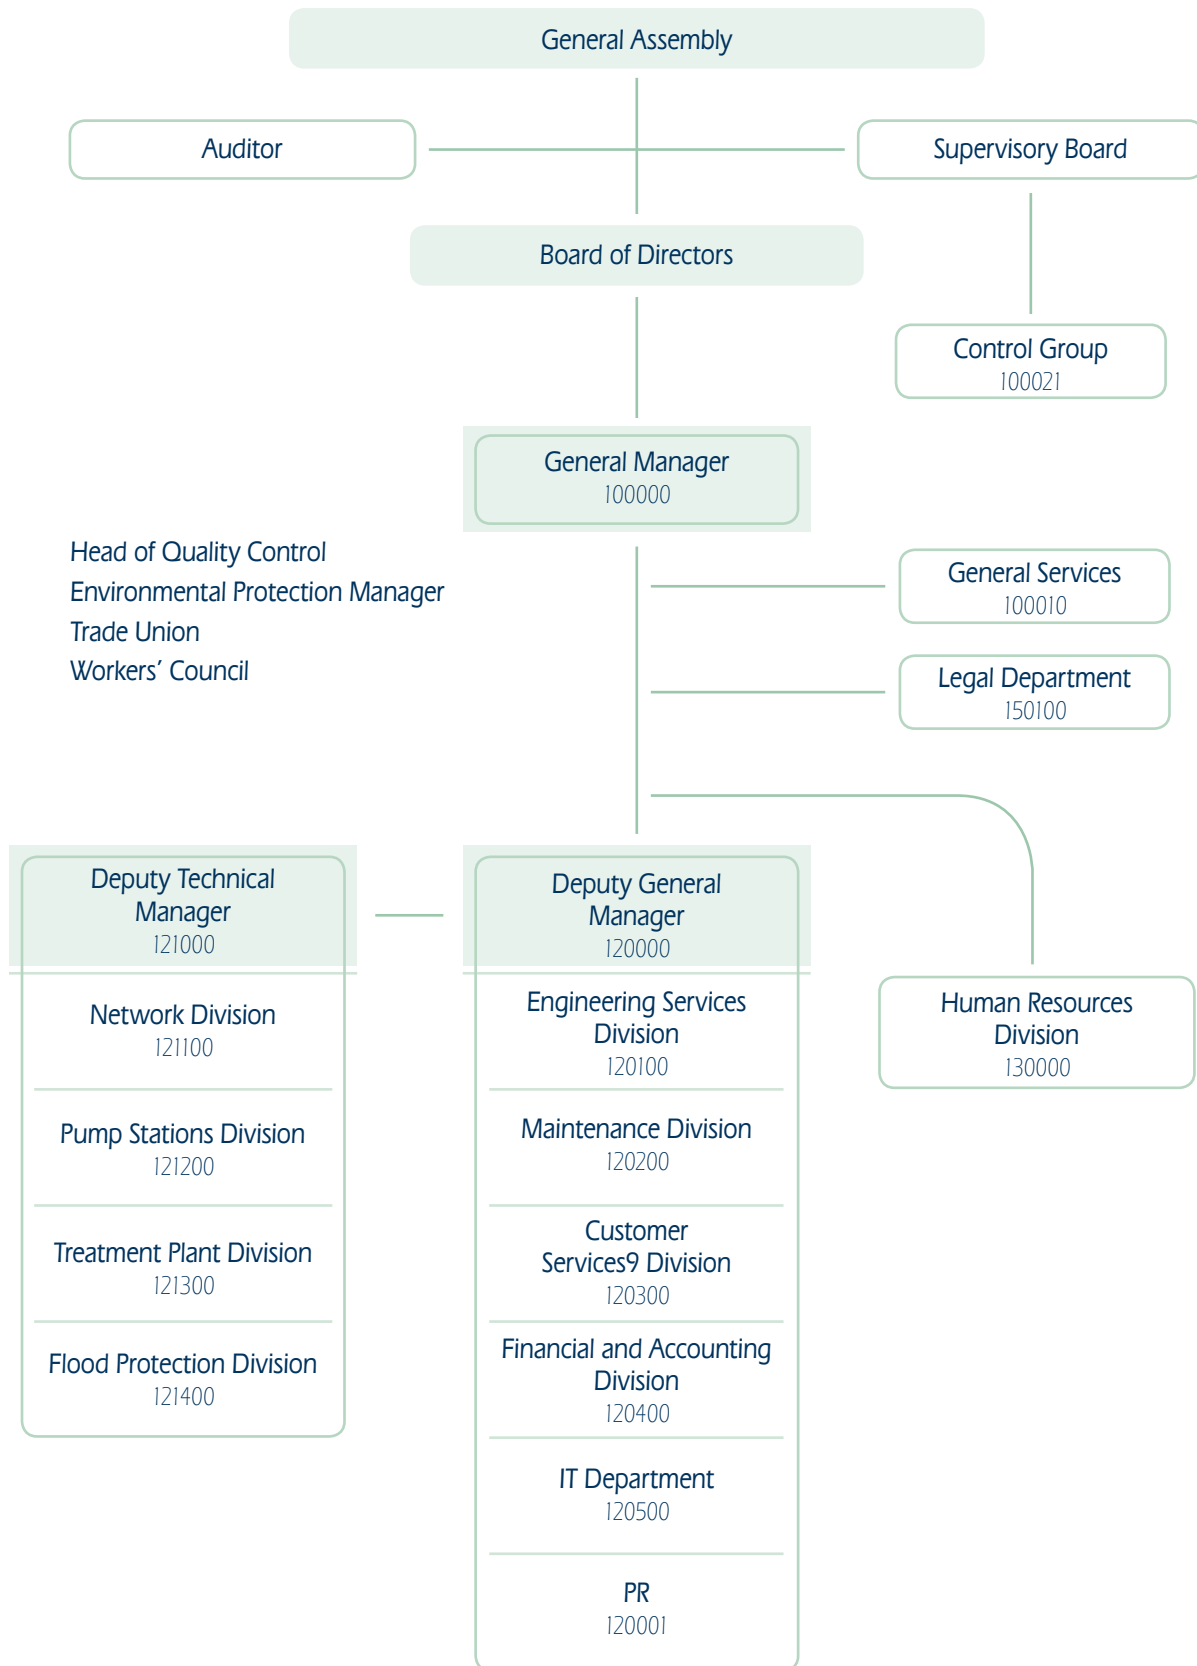 General Assembly
Auditor
Supervisory Board
Board of Directors
Control Group
100021
General Manager
100000
Head of Quality Control
Environmental Protection Manager
Trade Union
Workers’ Council
General Services
100010
Legal Department
150100
Deputy Technical
Manager
121000
Network Division
121100
Pump Stations Division
121200
Treatment Plant Division
121300
Flood Protection Division
121400
Deputy General
Manager
120000
Engineering Services
Division
120100
Maintenance Division
120200
Customer
Services9 Division
120300
Financial and Accounting
Division
120400
IT Department
120500
PR
120001
Human Resources
Division
130000